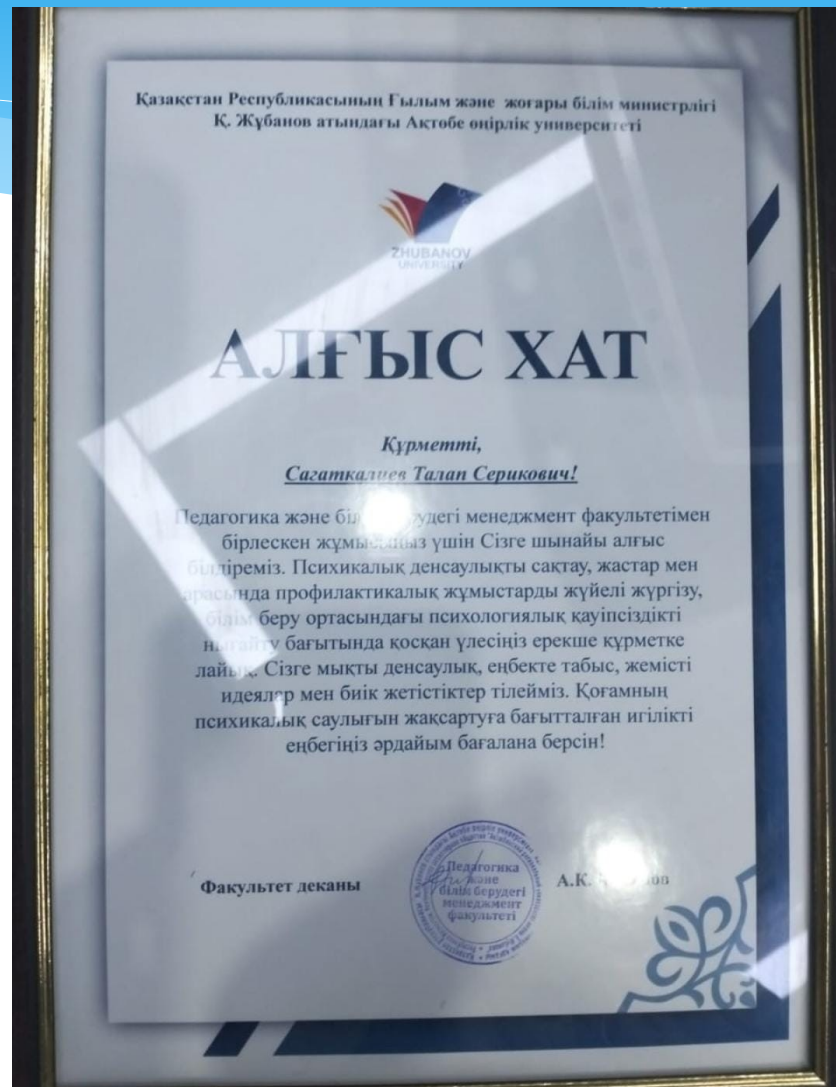 Қазақстан Республикасының Ғылым және жоғары білім министрлігі
Қ. Жұбанов атындағы Ақтөбе өңірлік университеті
ZHUBANOV
UNIVERSITY
АЛҒЫС ХАТ
Құрметті,
Сагаткалиев Талап Серикович!
Педагогика және білім берудегі менеджмент факультетімен
бірлескен жұмысыңыз үшін Сізге шынайы алғыс
білдіреміз. Психикалық денсаулықты сақтау, жастар мен
арасында профилактикалық жұмыстарды жүйелі жүргізу,
білім беру ортасындағы психологиялық қауіпсіздікті
нығайту бағытында қосқан үлесіңіз ерекше құрметке
лайық. Сізге мықты денсаулық, еңбекте табыс, жемісті
идеялар мен биік жетістіктер тілейміз. Қоғамның
психикалық саулығын жақсартуға бағытталған игілікті
еңбегіңіз әрдайым бағалана берсін!
Факультет деканы
Педагогика
және
білім берудегі
менеджмент
факультеті
А.К.